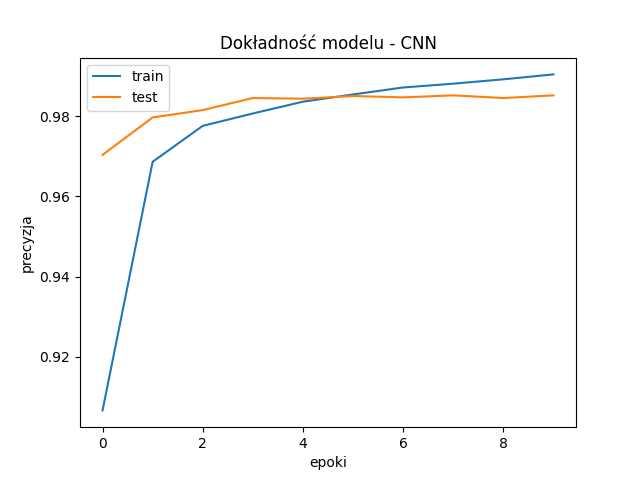 Dokładność modelu - CNN
train
test
0.98
0.96
0.94
0.92
precyzja
0
2
4
6
8
epoki